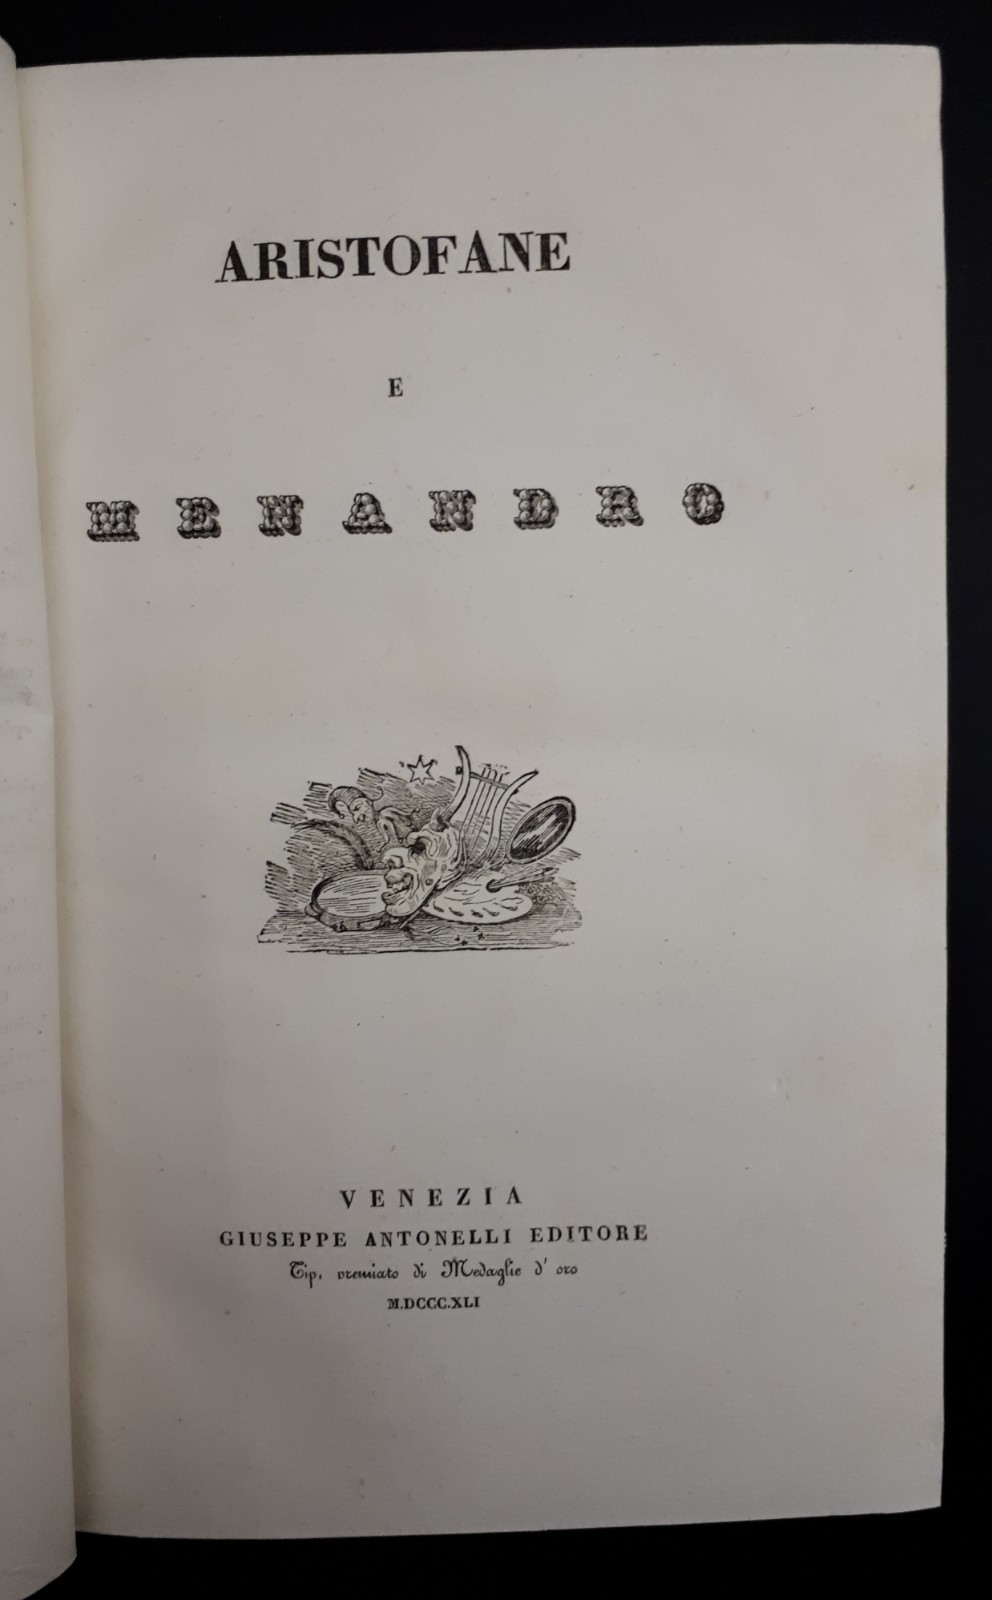 ARISTOFANE
E
MENANDRO
VENEZIA
GIUSEPPE ANTONELLI EDITORE
Tip. premiato di Medaglie d' oro
M.DCCC.XLI